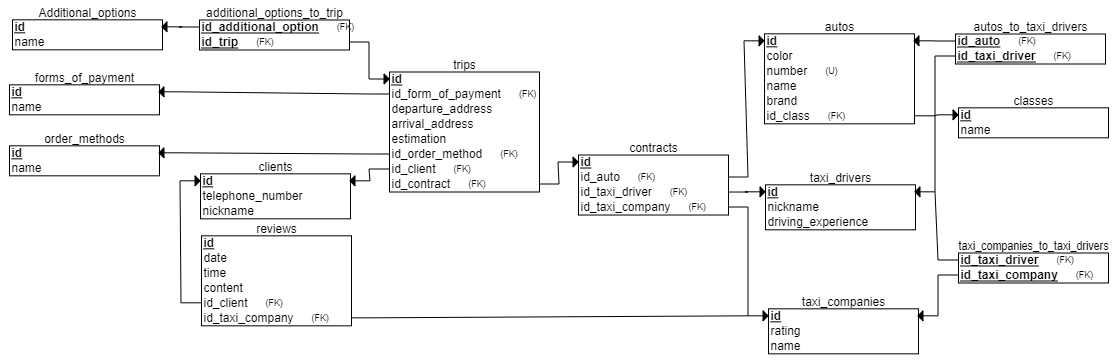 Additional_options
id
name
additional_options_to_trip
id_additional_option (FK)
id_trip (FK)
forms_of_payment
id
name
order_methods
id
name
trips
id
id_form_of_payment (FK)
departure_address
arrival_address
estimation
id_order_method (FK)
id_client (FK)
id_contract (FK)
clients
id
telephone_number
nickname
reviews
id
date
time
content
id_client (FK)
id_taxi_company (FK)
contracts
id
id_auto (FK)
id_taxi_driver (FK)
id_taxi_company (FK)
autos
id
color
number (U)
name
brand
id_class (FK)
autos_to_taxi_drivers
id_auto (FK)
id_taxi_driver (FK)
classes
id
name
taxi_drivers
id
nickname
driving_experience
taxi_companies_to_taxi_drivers
id_taxi_driver (FK)
id_taxi_company (FK)
taxi_companies
id
rating
name